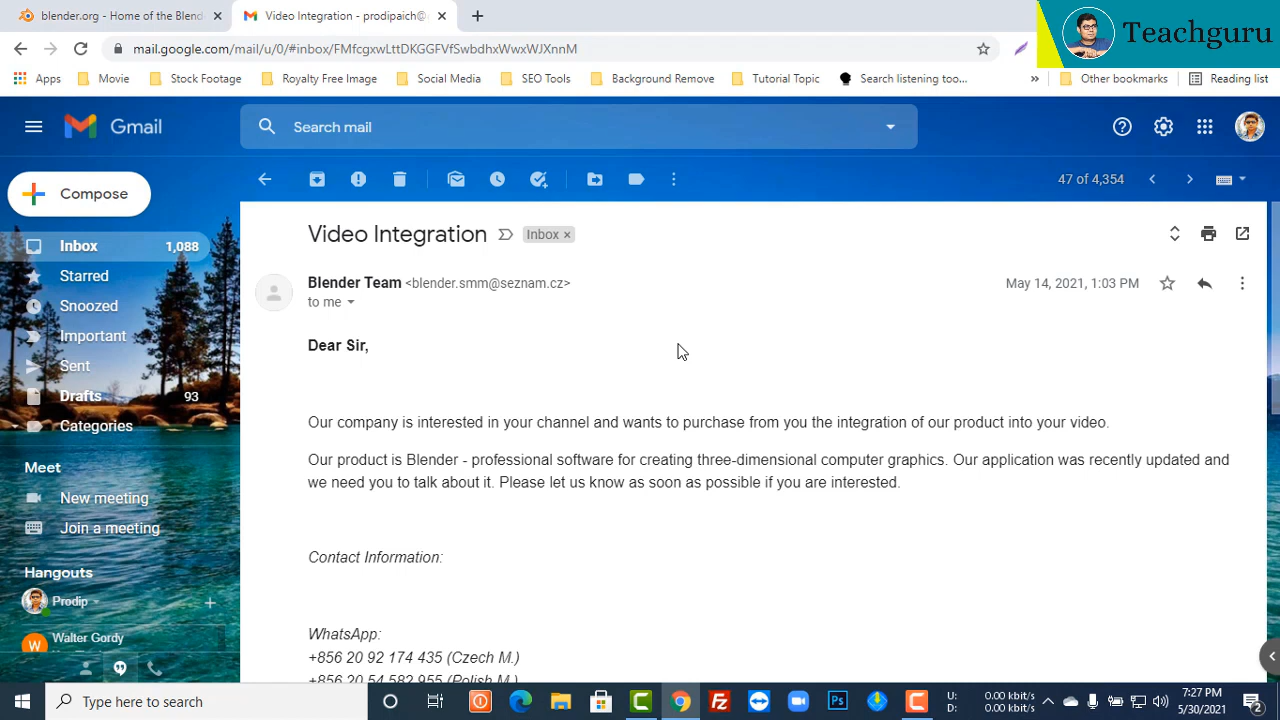 blender.org - Home of the Blend
Video Integration - prodipaich@
Teachguru
mail.google.com/mail/u/0/#inbox/FMfcgxwLttDKGGFVfSwbdhxWwxWJXnnM
Apps
Movie
Stock Footage
Royalty Free Image
Social Media
SEO Tools
Background Remove
Tutorial Topic
Search listening too...
»
Other bookmarks
Reading list
Gmail
Search mail
Compose
47 of 4,354
Inbox 1,088
Starred
Snoozed
Important
Sent
Drafts 93
Categories
Meet
New meeting
Join a meeting
Hangouts
Prodip
Walter Gordy
Video Integration
Inbox ×
Blender Team <blender.smm@seznam.cz>
May 14, 2021, 1:03 PM
to me
Dear Sir,
Our company is interested in your channel and wants to purchase from you the integration of our product into your video.
Our product is Blender - professional software for creating three-dimensional computer graphics. Our application was recently updated and
we need you to talk about it. Please let us know as soon as possible if you are interested.
Contact Information:
WhatsApp:
+856 20 92 174 435 (Czech M.)
+856 20 54 582 955 (Polish M.)
Type here to search
U: 0.00 kbit/s
D: 0.00 kbit/s
7:27 PM
5/30/2021
2